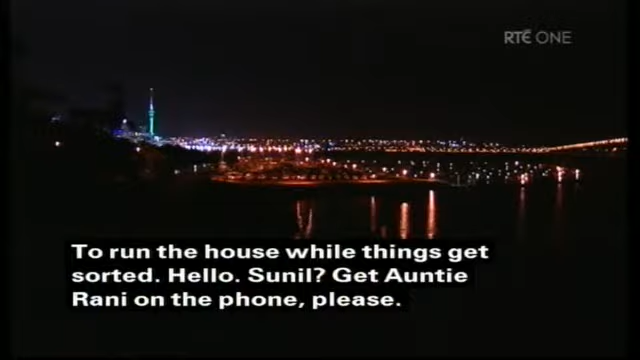 RTÉ ONE
To run the house while things get
sorted. Hello. Sunil? Get Auntie
Rani on the phone, please.